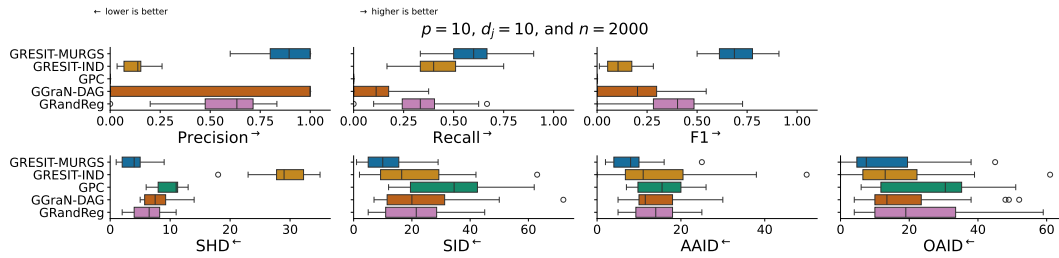 ← lower is better
→ higher is better
p = 10, d_j = 10, and n = 2000
GRESIT-MURGS
GRESIT-IND
GPC
GGraN-DAG
GRandReg
0.00 0.25 0.50 0.75 1.00
0.00 0.25 0.50 0.75 1.00
0.00 0.25 0.50 0.75 1.00
Precision→
Recall→
F1→
GRESIT-MURGS
GRESIT-IND
GPC
GGraN-DAG
GRandReg
0 10 20 30
0 20 40 60
0 20 40
0 20 40 60
SHD←
SID←
AAID←
OAID←